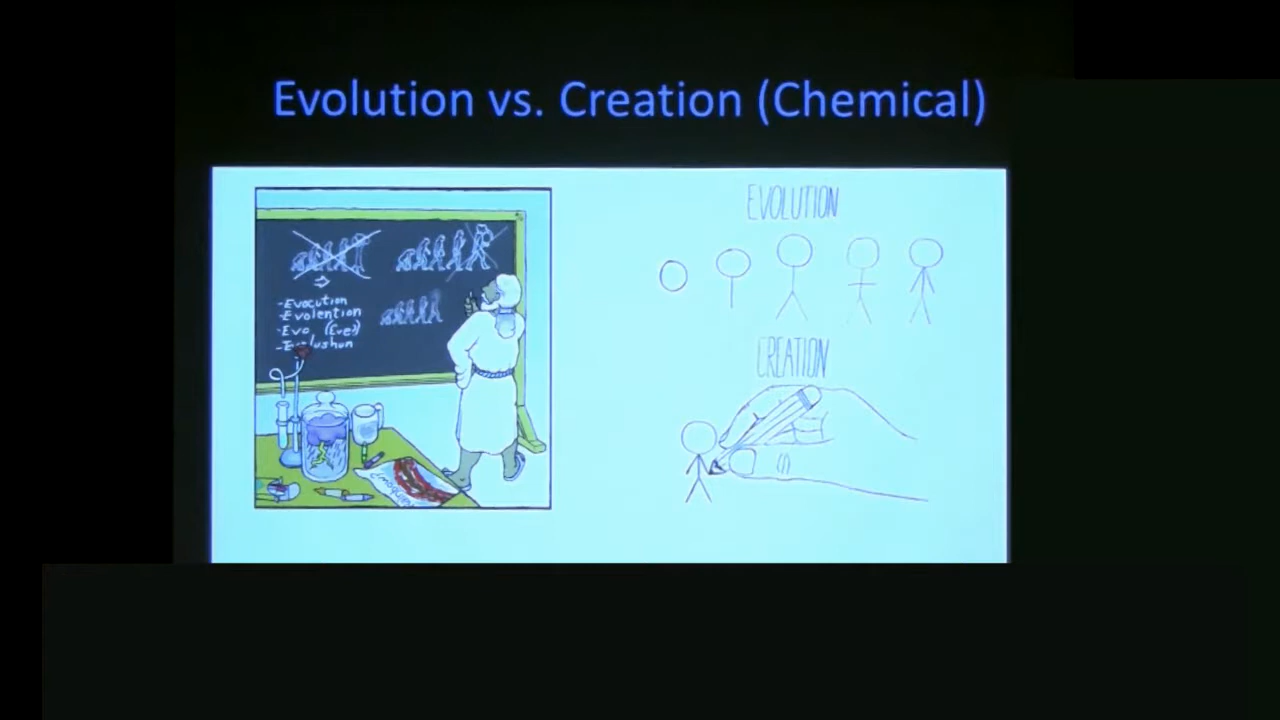 Evolution vs. Creation (Chemical)
-Evocution
-Evolention
-Evo (Eve?)
EVOLUTION
CREATION